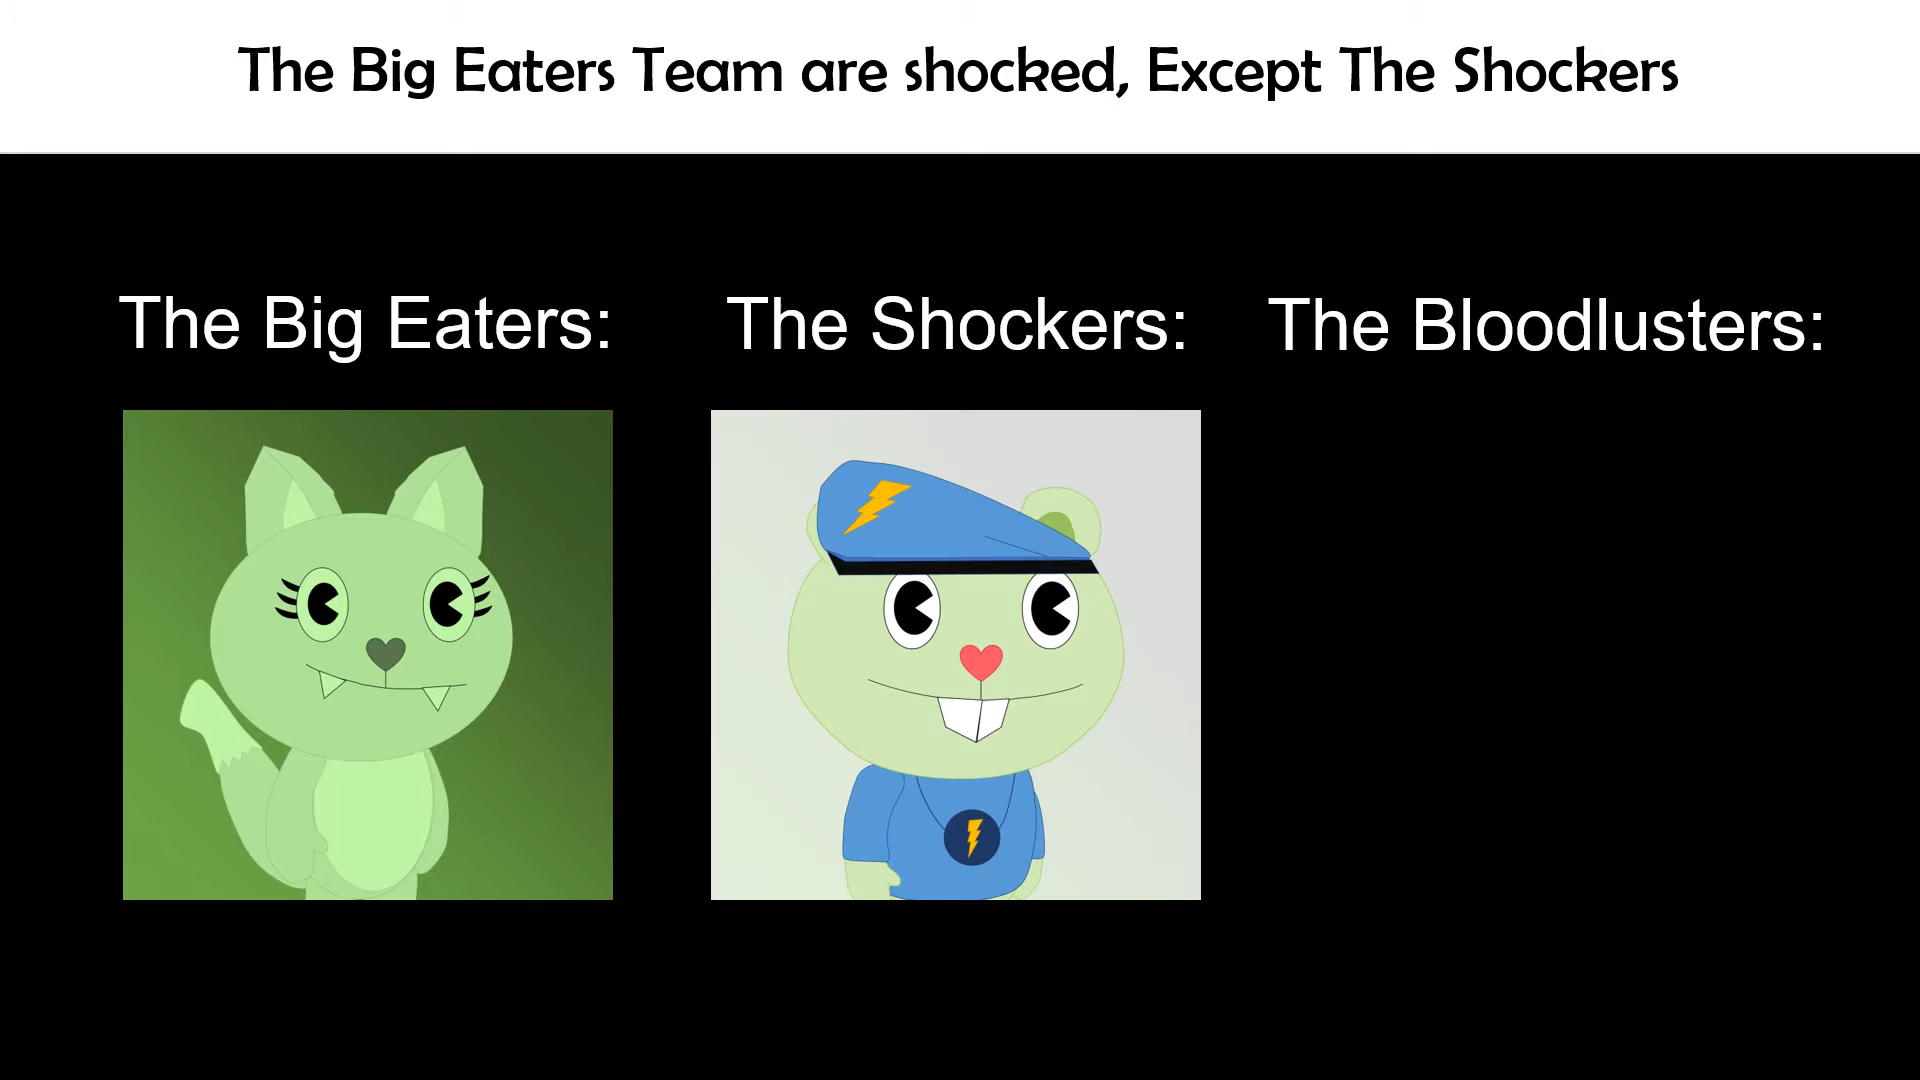 The Big Eaters Team are shocked, Except The Shockers
The Big Eaters:
The Shockers:
The Bloodlusters: